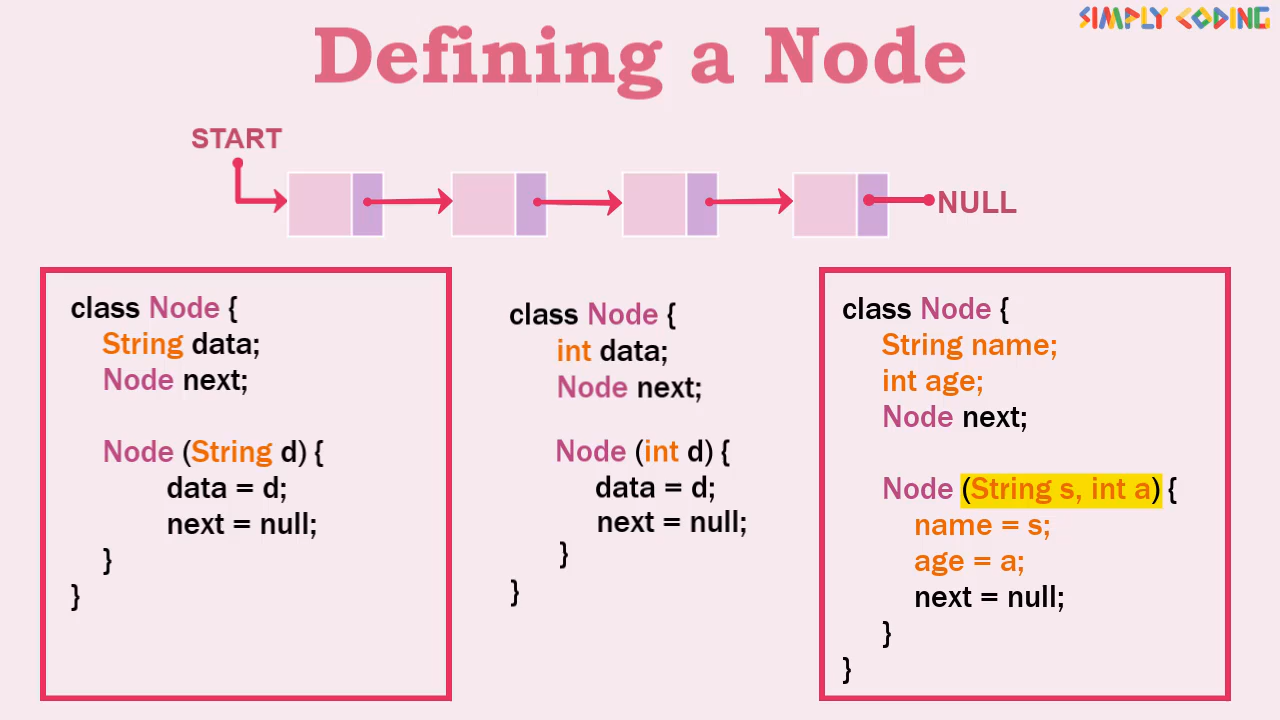 SIMPLY CODING
Defining a Node
START
NULL
class Node {
String data;
Node next;
Node (String d) {
data = d;
next = null;
}
}
class Node {
int data;
Node next;
Node (int d) {
data = d;
next = null;
}
}
class Node {
String name;
int age;
Node next;
Node (String s, int a) {
name = s;
age = a;
next = null;
}
}